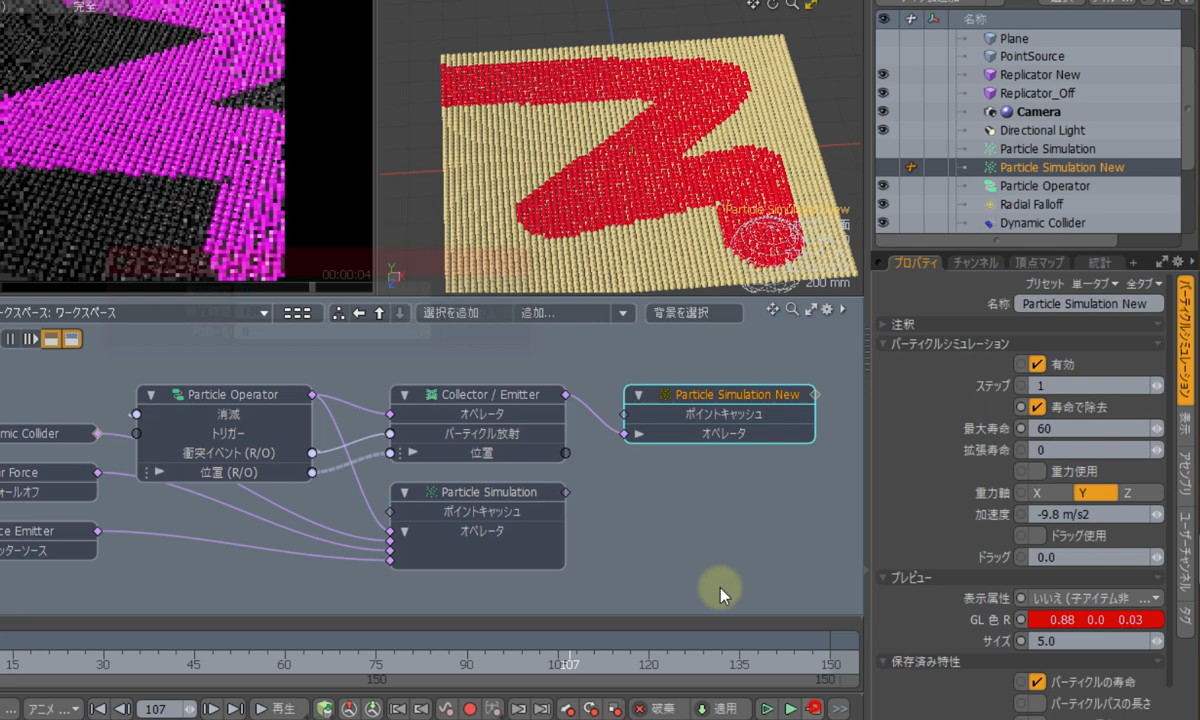 完全
00:00:04
Particle Simulation New
200 mm
名称
Plane
PointSource
Replicator New
Replicator_Off
Camera
Directional Light
Particle Simulation
Particle Simulation New
Particle Operator
Radial Falloff
Dynamic Collider
プロパティ チャンネル 頂点マップ 統計 +
プリセット 単一タブ 全タブ
名称 Particle Simulation New
注釈
パーティクルシミュレーション
有効
ステップ 1
寿命で除去
最大寿命 60
拡張寿命 0
重力使用
重力軸 X Y Z
加速度 -9.8 m/s2
ドラッグ使用
ドラッグ 0.0
プレビュー
表示属性 いいえ (子アイテム非 ...
GL 色 R 0.88 0.0 0.03
サイズ 5.0
保存済み特性
パーティクルの寿命
パーティクルパスの長さ
パーティクルシミュレーション
表示
アセンブリ
ユーザーチャンネル
タグ
ークスペース: ワークスペース
選択を追加
追加...
背景を選択
Particle Operator
消滅
トリガー
衝突イベント (R/O)
位置 (R/O)
Collector / Emitter
オペレータ
パーティクル放射
位置
Particle Simulation New
ポイントキャッシュ
オペレータ
Particle Simulation
ポイントキャッシュ
オペレータ
mic Collider
r Force
ォールオフ
ce Emitter
ッターソース
15 30 45 60 75 90 107 120 135 150
150 150
... アニメ ... 107 再生 破棄 適用 >>